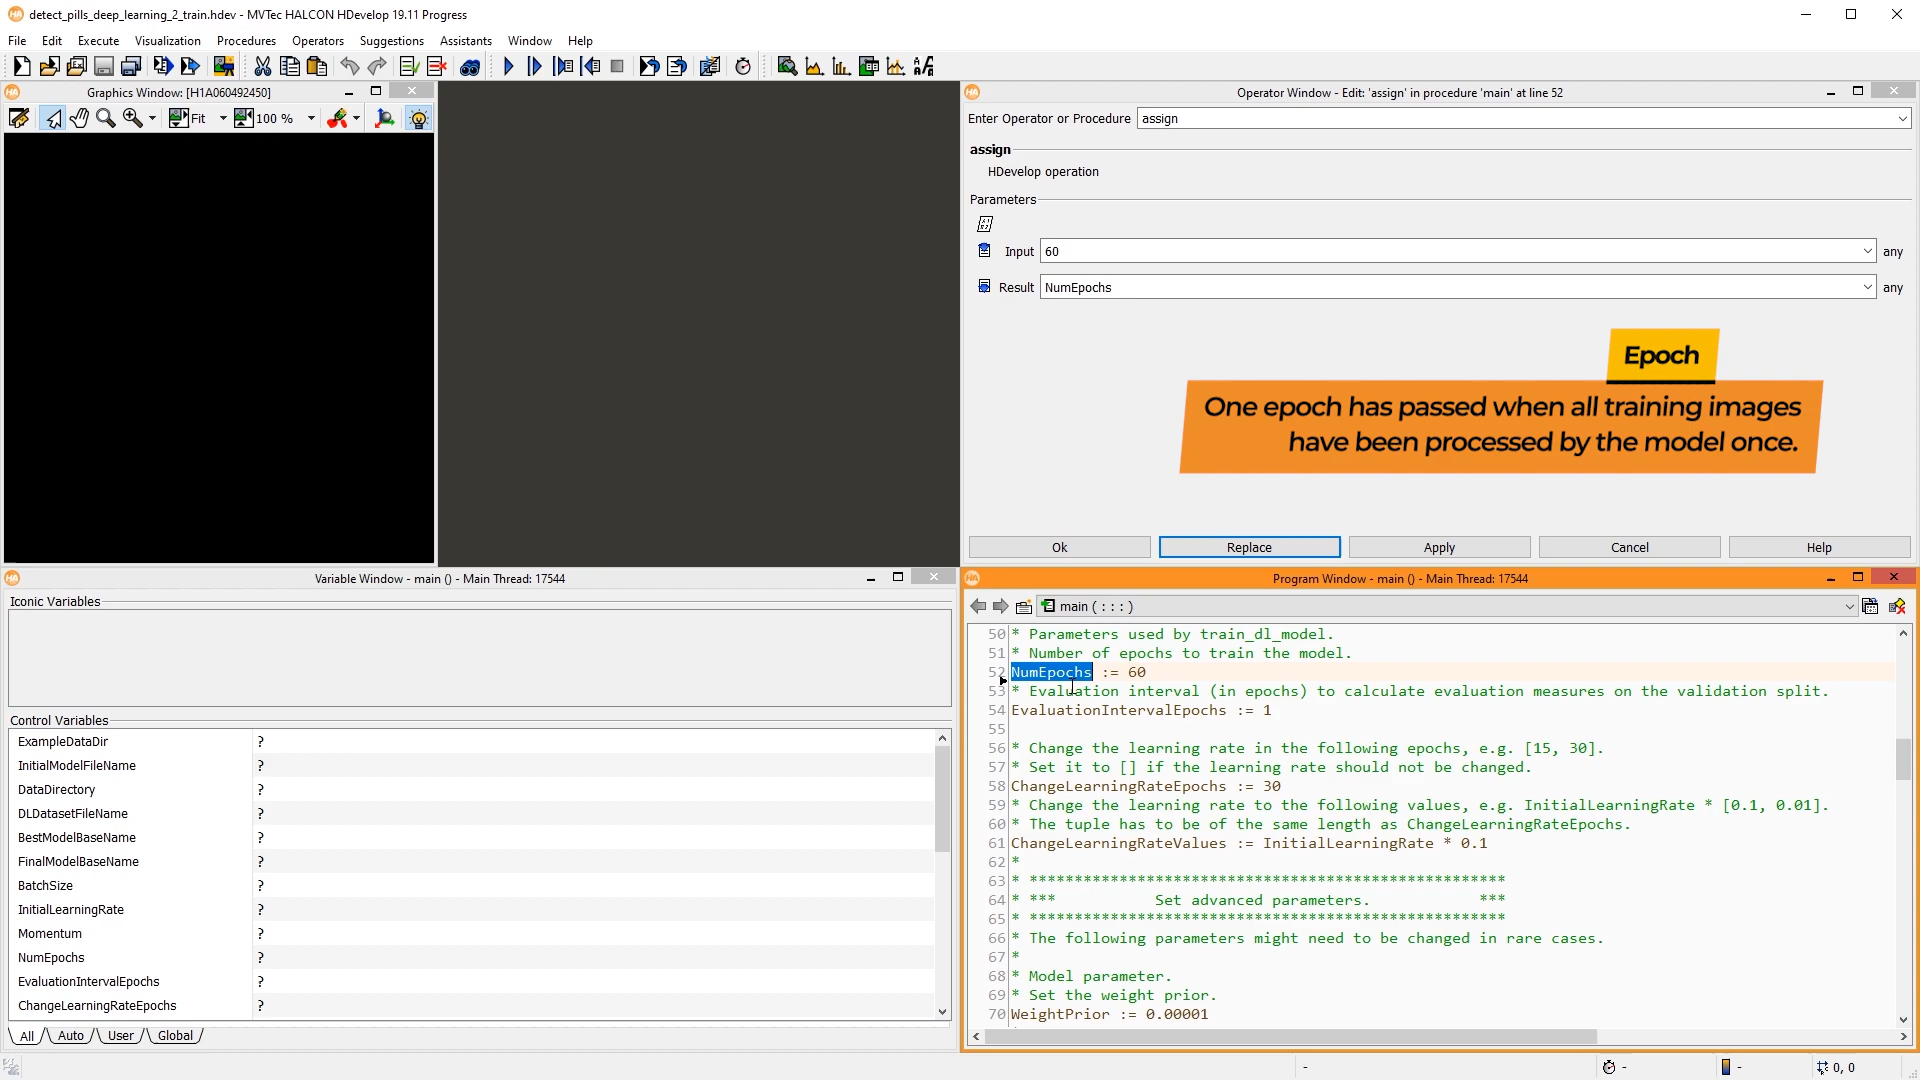 detect_pills_deep_learning_2_train.hdev - MVTec HALCON HDevelop 19.11 Progress
File Edit Execute Visualization Procedures Operators Suggestions Assistants Window Help
Graphics Window: [H1A060492450]
Fit 100 %
Operator Window - Edit: 'assign' in procedure 'main' at line 52
Enter Operator or Procedure assign
assign
HDevelop operation
Parameters
Input 60 any
Result NumEpochs any
Epoch
One epoch has passed when all training images
have been processed by the model once.
Ok Replace Apply Cancel Help
Variable Window - main () - Main Thread: 17544
Iconic Variables
Control Variables
ExampleDataDir ?
InitialModelFileName ?
DataDirectory ?
DLDatasetFileName ?
BestModelBaseName ?
FinalModelBaseName ?
BatchSize ?
InitialLearningRate ?
Momentum ?
NumEpochs ?
EvaluationIntervalEpochs ?
ChangeLearningRateEpochs ?
All Auto User Global
Program Window - main () - Main Thread: 17544
main ( : : : )
50 * Parameters used by train_dl_model.
51 * Number of epochs to train the model.
52 NumEpochs := 60
53 * Evaluation interval (in epochs) to calculate evaluation measures on the validation split.
54 EvaluationIntervalEpochs := 1
55
56 * Change the learning rate in the following epochs, e.g. [15, 30].
57 * Set it to [] if the learning rate should not be changed.
58 ChangeLearningRateEpochs := 30
59 * Change the learning rate to the following values, e.g. InitialLearningRate * [0.1, 0.01].
60 * The tuple has to be of the same length as ChangeLearningRateEpochs.
61 ChangeLearningRateValues := InitialLearningRate * 0.1
62 *
63 * *****************************************************
64 * *** Set advanced parameters. ***
65 * *****************************************************
66 * The following parameters might need to be changed in rare cases.
67 *
68 * Model parameter.
69 * Set the weight prior.
70 WeightPrior := 0.00001
- - - 0, 0